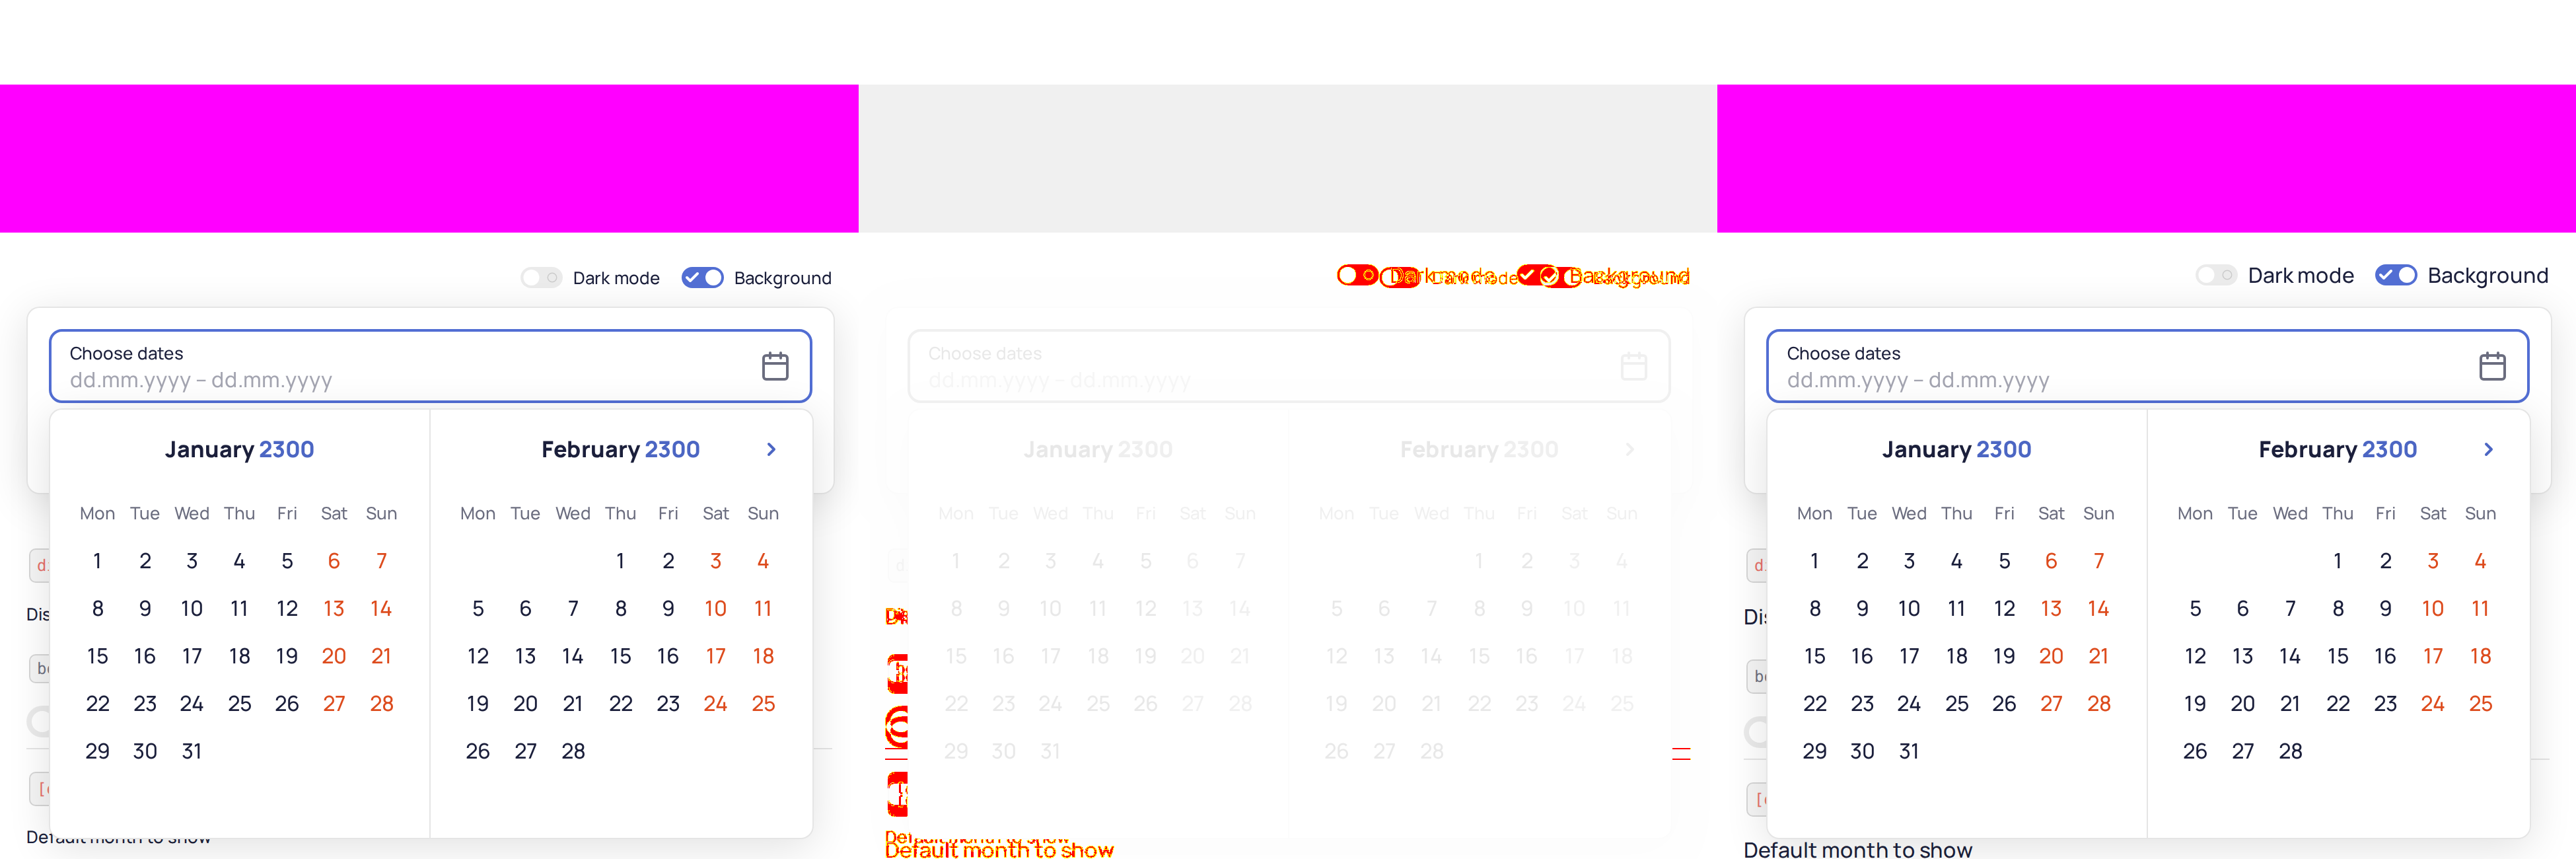 Dark mode Background
Choose dates
dd.mm.yyyy – dd.mm.yyyy
January 2300 February 2300
Mon Tue Wed Thu Fri Sat Sun Mon Tue Wed Thu Fri Sat Sun
1 2 3 4 5 6 7 1 2 3 4
8 9 10 11 12 13 14 5 6 7 8 9 10 11
15 16 17 18 19 20 21 12 13 14 15 16 17 18
22 23 24 25 26 27 28 19 20 21 22 23 24 25
29 30 31 26 27 28
Default month to show
Dark mode Background
Choose dates
dd.mm.yyyy – dd.mm.yyyy
January 2300 February 2300
Mon Tue Wed Thu Fri Sat Sun Mon Tue Wed Thu Fri Sat Sun
1 2 3 4 5 6 7 1 2 3 4
8 9 10 11 12 13 14 5 6 7 8 9 10 11
15 16 17 18 19 20 21 12 13 14 15 16 17 18
22 23 24 25 26 27 28 19 20 21 22 23 24 25
29 30 31 26 27 28
Default month to show
Dark mode Background
Choose dates
dd.mm.yyyy – dd.mm.yyyy
January 2300 February 2300
Mon Tue Wed Thu Fri Sat Sun Mon Tue Wed Thu Fri Sat Sun
1 2 3 4 5 6 7 1 2 3 4
8 9 10 11 12 13 14 5 6 7 8 9 10 11
15 16 17 18 19 20 21 12 13 14 15 16 17 18
22 23 24 25 26 27 28 19 20 21 22 23 24 25
29 30 31 26 27 28
Default month to show